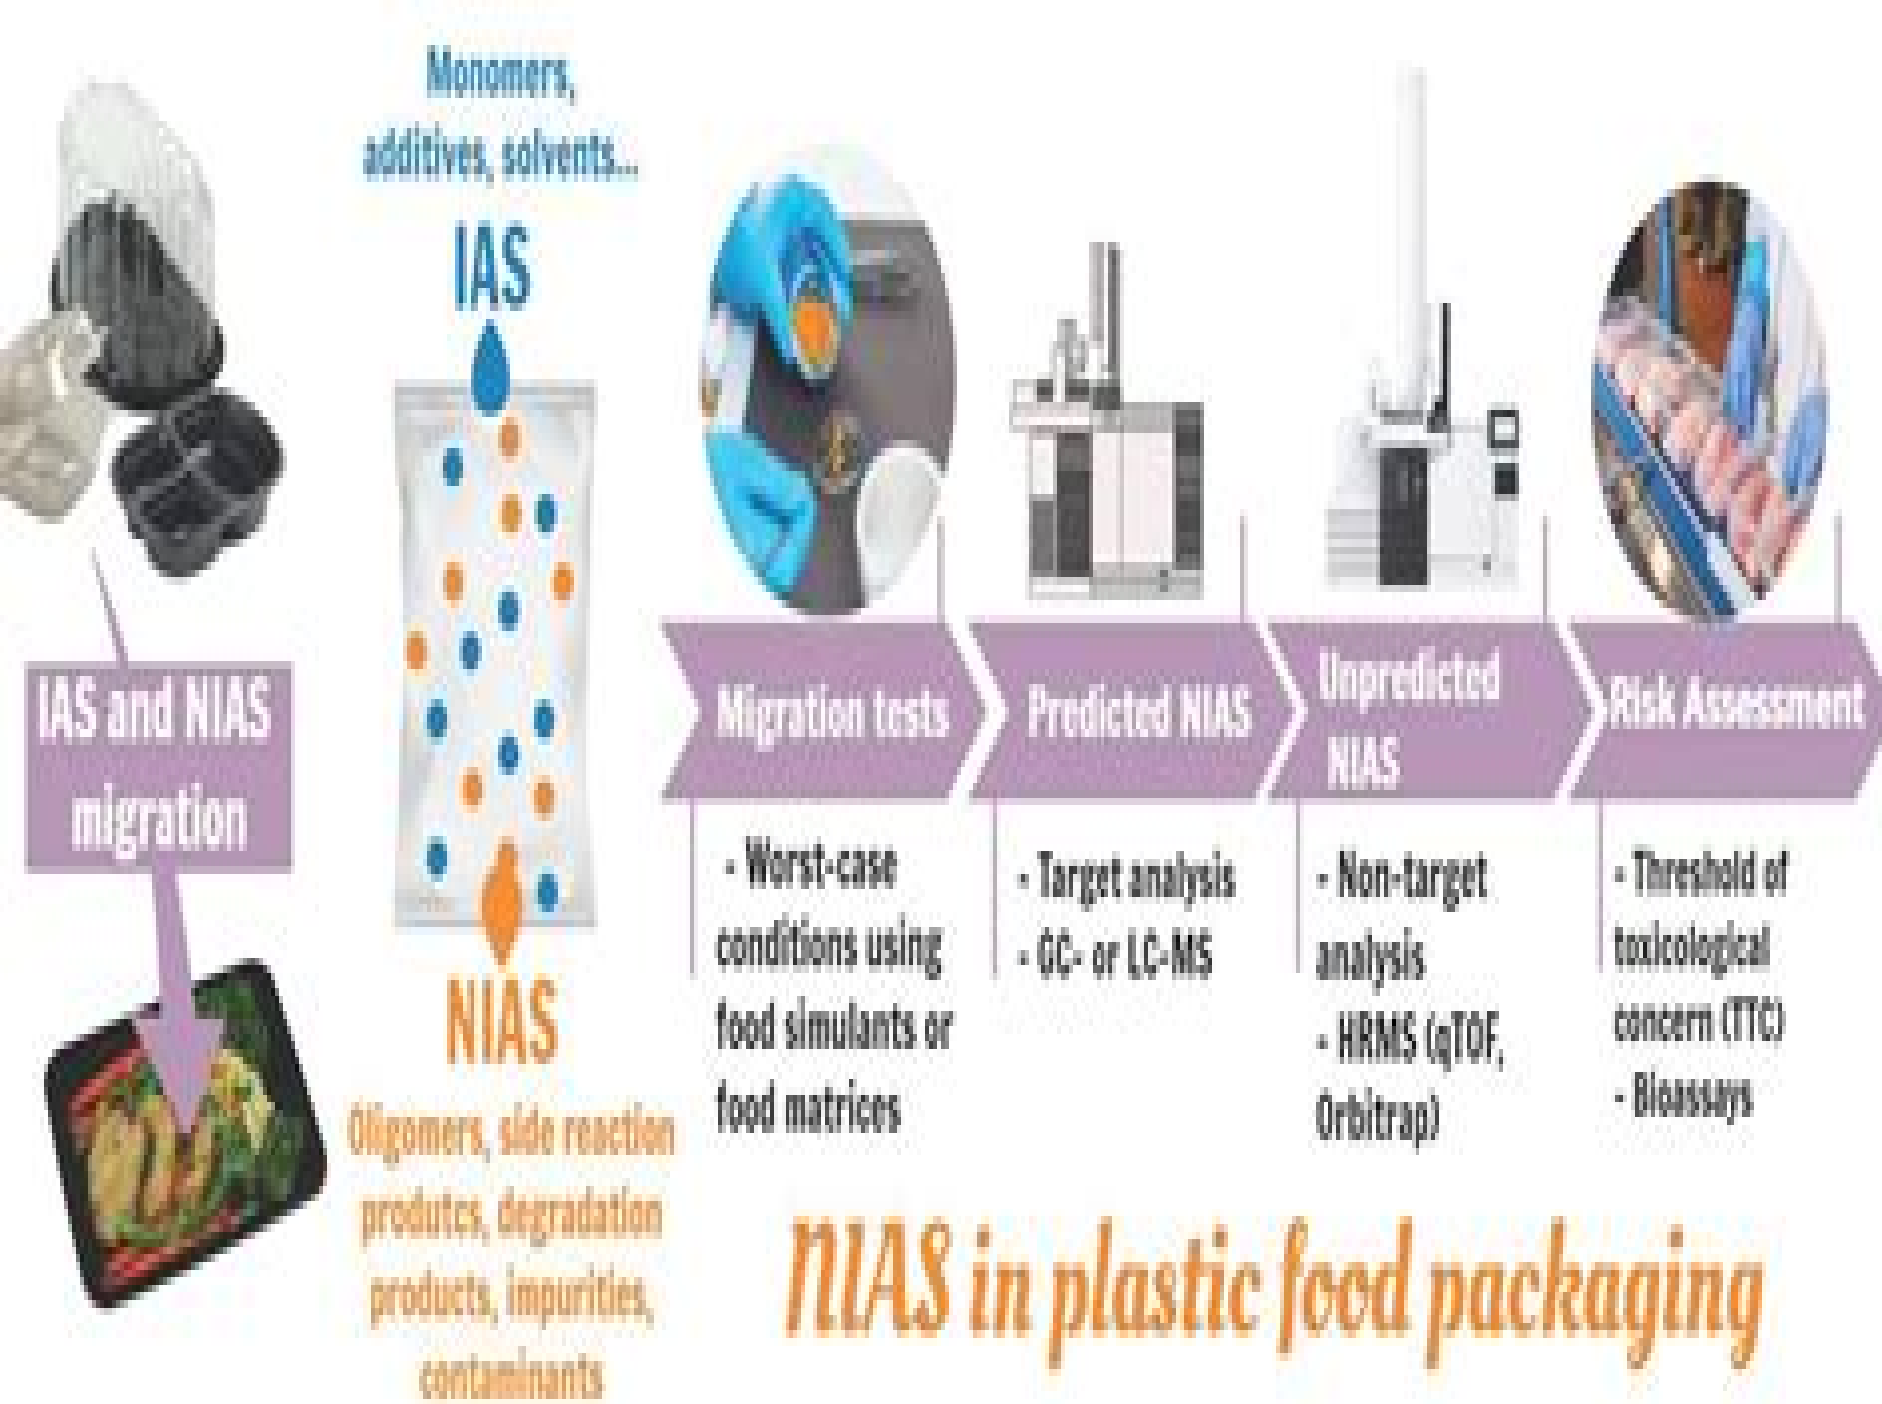 Monomers,
additives, solvents...
IAS
NIAS
Oligomers, side reaction
produtcs, degradation
products, impurities,
contaminants
IAS and NIAS
migration
Migration tests
- Worst-case
conditions using
food simulants or
food matrices
Predicted NIAS
- Target analysis
- GC- or LC-MS
Unpredicted
NIAS
- Non-target
analysis
- HRMS (qTOF,
Orbitrap)
Risk Assessment
- Threshold of
toxicological
concern (TTC)
- Bioassays
NIAS in plastic food packaging